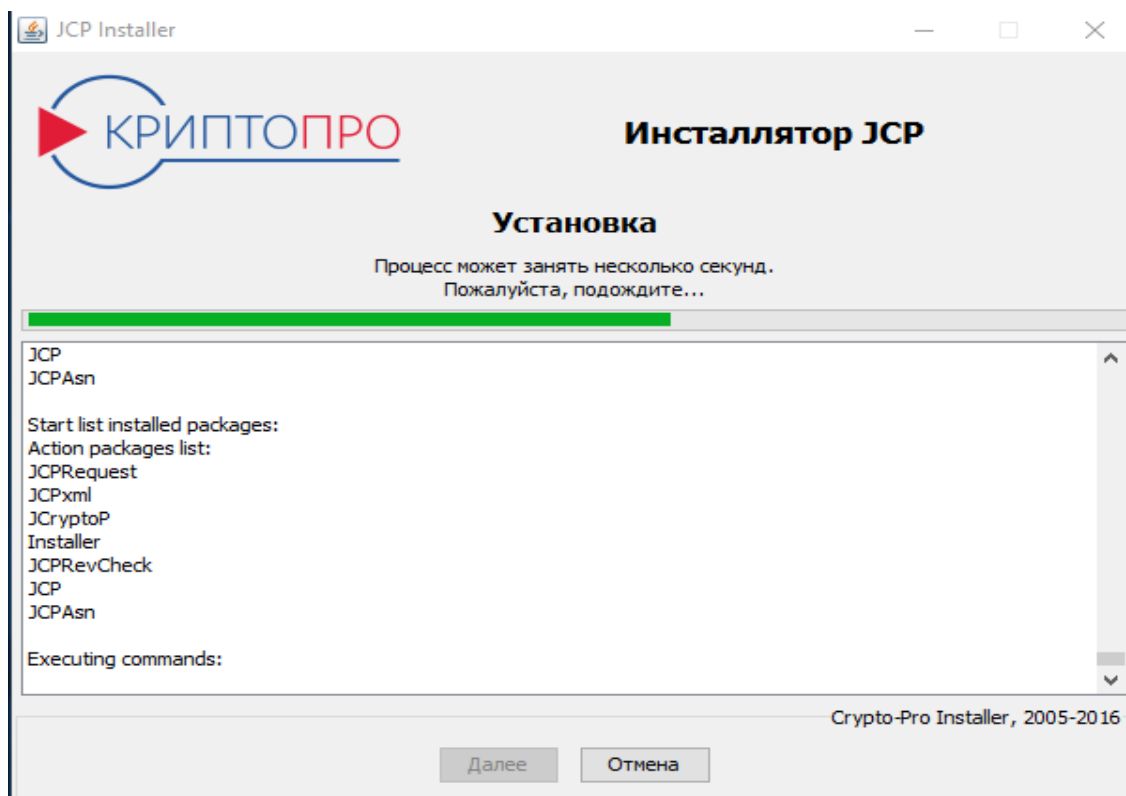 JCP Installer
КРИПТОПРО
Инсталлятор JCP
Установка
Процесс может занять несколько секунд.
Пожалуйста, подождите...
JCP
JCPAsn
Start list installed packages:
Action packages list:
JCPRequest
JCPxml
JCryptoP
Installer
JCPRevCheck
JCP
JCPAsn
Executing commands:
Crypto-Pro Installer, 2005-2016
Далее
Отмена